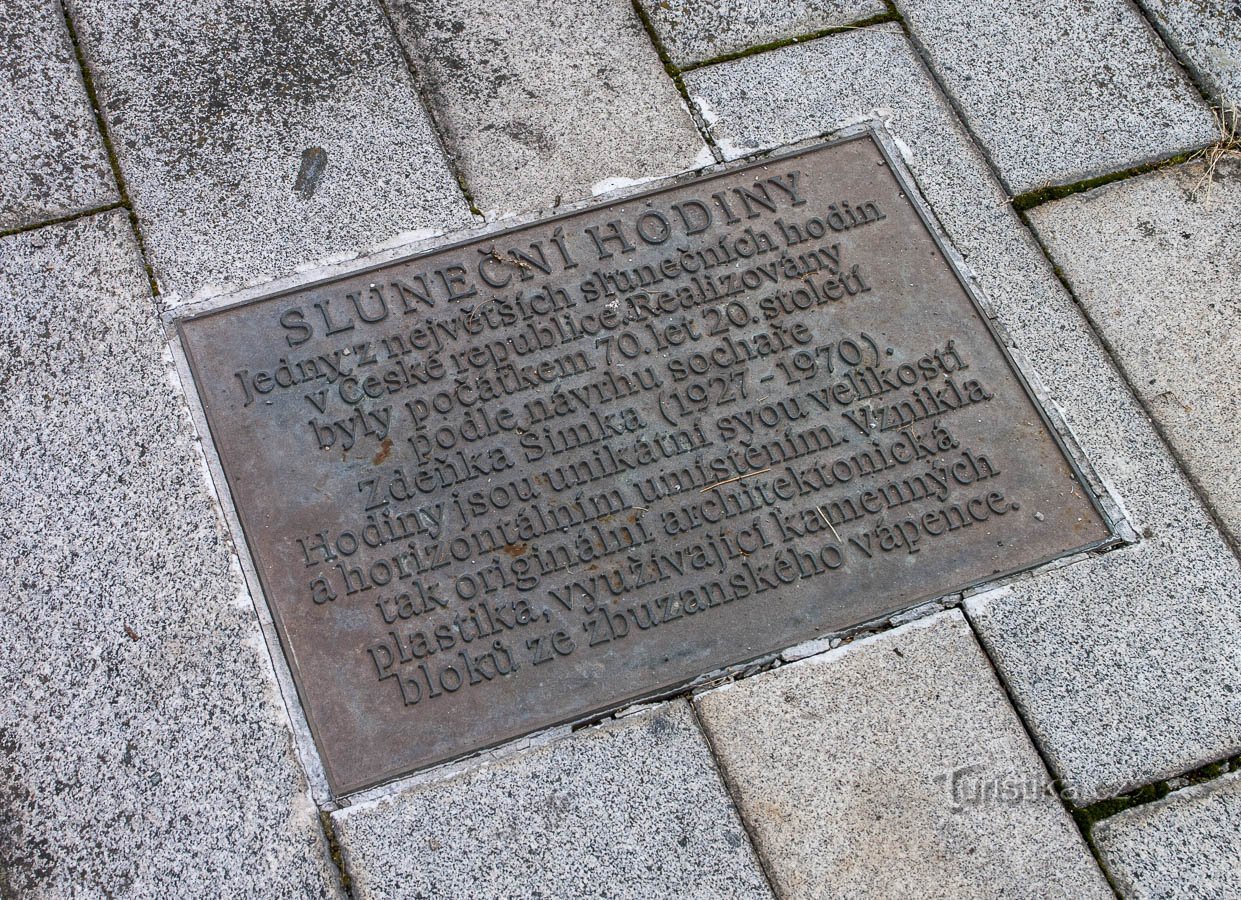 SLUNEČNÍ HODINY
Jedny z největších slunečních hodin
v České republice. Realizovány
byly počátkem 70. let 20. století
podle návrhu sochaře
Zdeňka Šimka (1927 - 1970).
Hodiny jsou unikátní svou velikostí
a horizontálním umístěním. Vznikla
tak originální architektonická
plastika, využívající kamenných
bloků ze zbuzanského vápence.
Turistika.cz